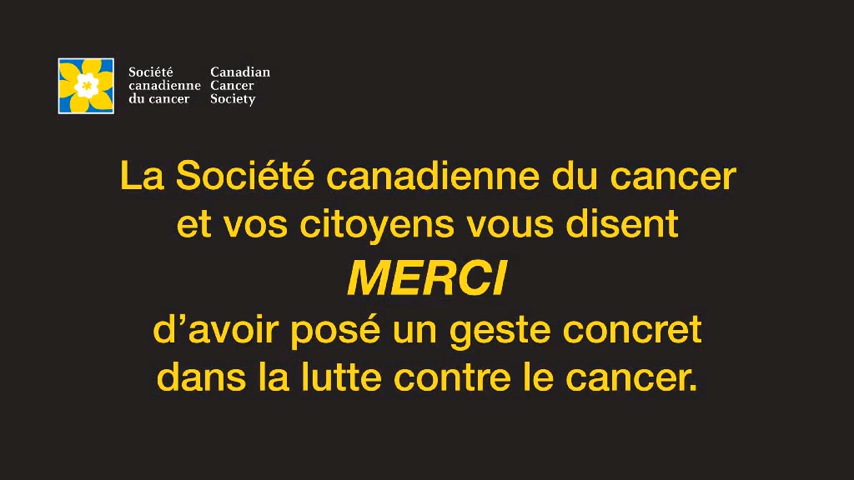 Société canadienne du cancer
Canadian Cancer Society
La Société canadienne du cancer
et vos citoyens vous disent
MERCI
d’avoir posé un geste concret
dans la lutte contre le cancer.